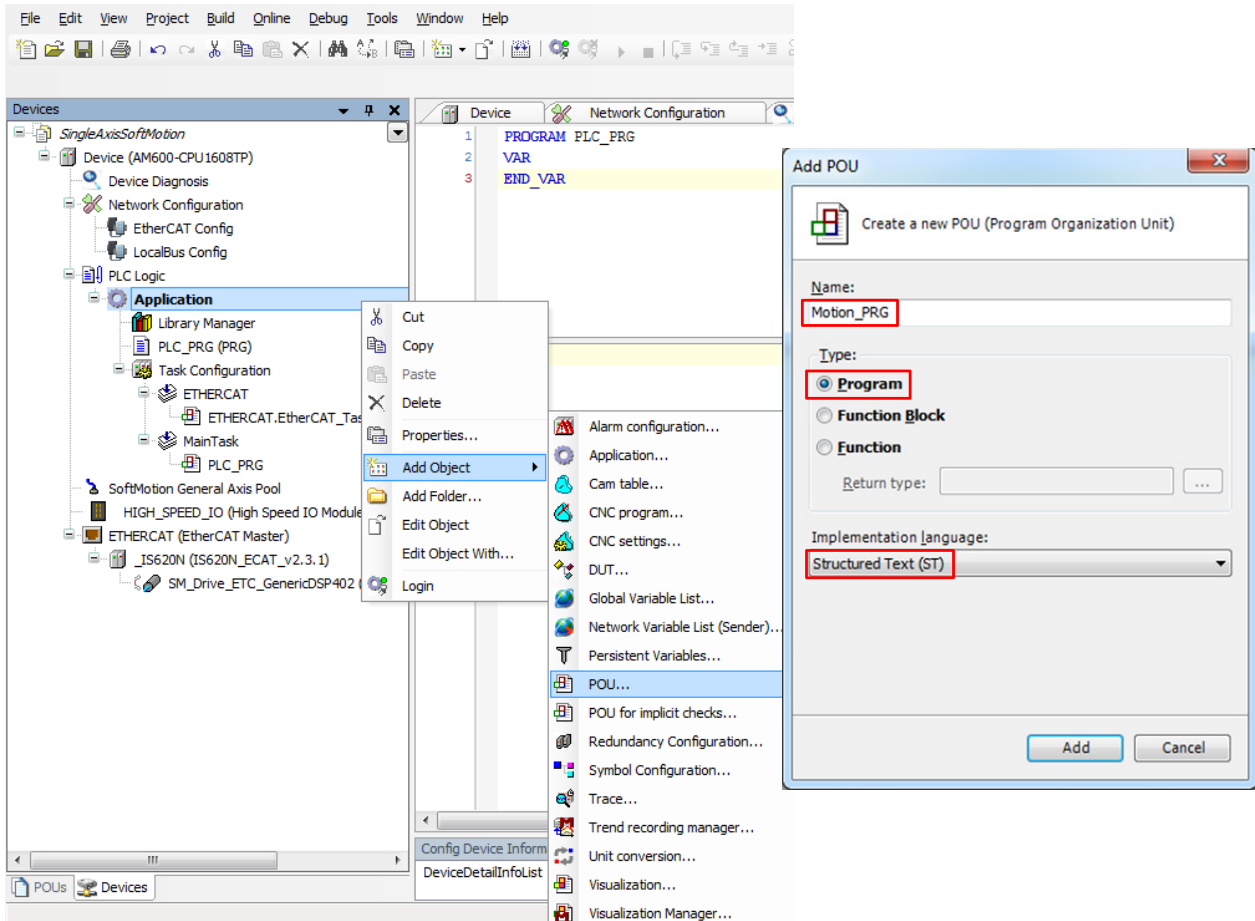 File Edit View Project Build Online Debug Tools Window Help
Devices
SingleAxisSoftMotion
Device (AM600-CPU1608TP)
Device Diagnosis
Network Configuration
EtherCAT Config
LocalBus Config
PLC Logic
Application
Library Manager
PLC_PRG (PRG)
Task Configuration
ETHERCAT
ETHERCAT.EtherCAT_Tas
MainTask
PLC_PRG
SoftMotion General Axis Pool
HIGH_SPEED_IO (High Speed IO Module
ETHERCAT (EtherCAT Master)
_IS620N (IS620N_ECAT_v2.3.1)
SM_Drive_ETC_GenericDSP402 (
POUs Devices
Device Network Configuration
1 PROGRAM PLC_PRG
2 VAR
3 END_VAR
Config Device Inform
DeviceDetailInfoList
Cut
Copy
Paste
Delete
Properties...
Add Object
Add Folder...
Edit Object
Edit Object With...
Login
Alarm configuration...
Application...
Cam table...
CNC program...
CNC settings...
DUT...
Global Variable List...
Network Variable List (Sender)...
Persistent Variables...
POU...
POU for implicit checks...
Redundancy Configuration...
Symbol Configuration...
Trace...
Trend recording manager...
Unit conversion...
Visualization...
Visualization Manager...
Add POU
Create a new POU (Program Organization Unit)
Name:
Motion_PRG
Type:
Program
Function Block
Function
Return type:
...
Implementation language:
Structured Text (ST)
Add Cancel